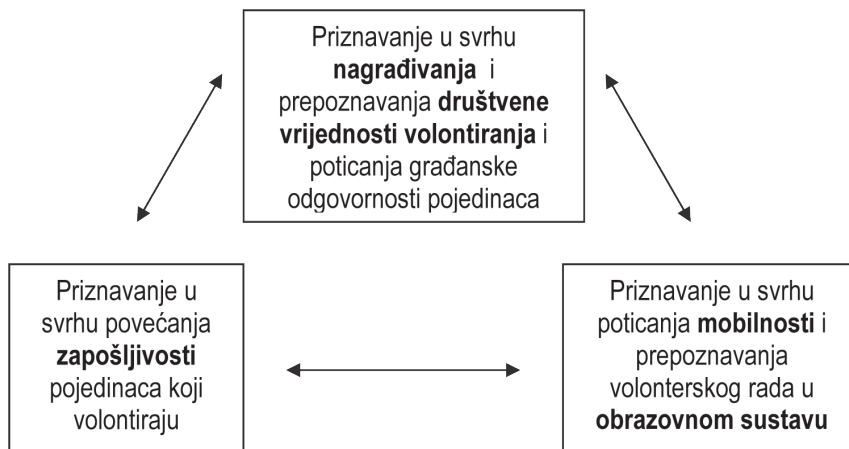 Priznavanje u svrhu
nagrađivanja i
prepoznavanja društvene
vrijednosti volontiranja i
poticanja građanske
odgovornosti pojedinaca
Priznavanje u
svrhu povećanja
zapošljivosti
pojedinaca koji
volontiraju
Priznavanje u svrhu
poticanja mobilnosti i
prepoznavanja
volonterskog rada u
obrazovnom sustavu